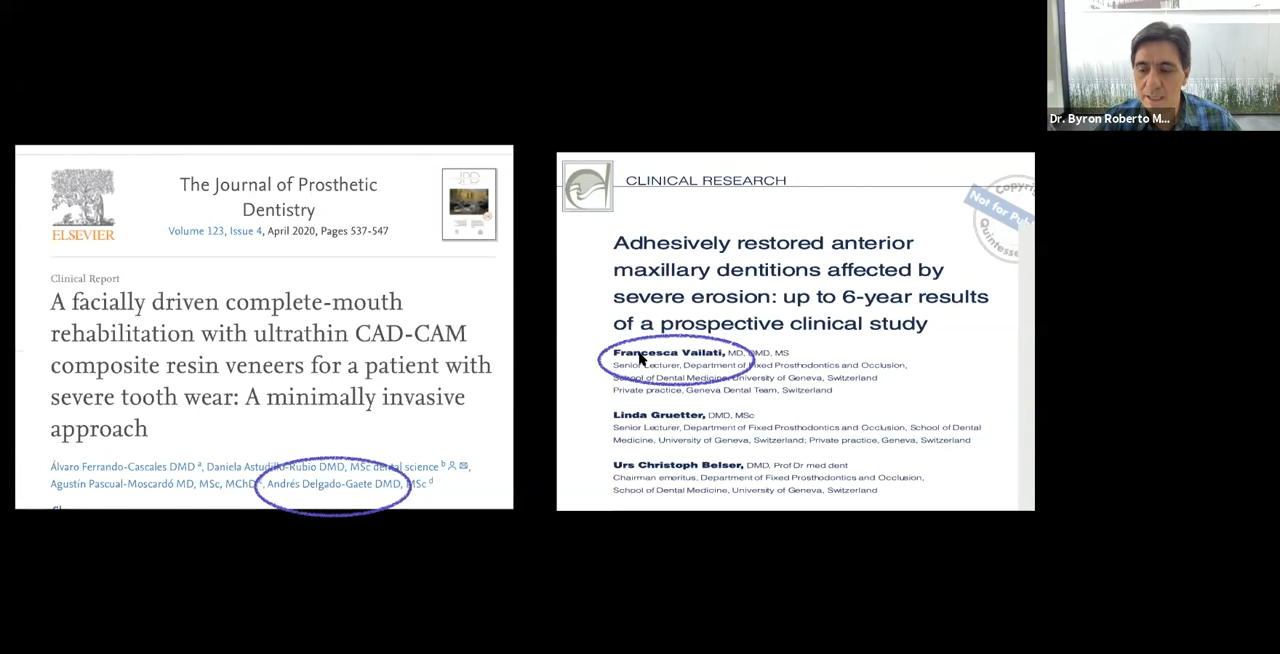 Dr. Byron Roberto M...
ELSEVIER
The Journal of Prosthetic
Dentistry
Volume 123, Issue 4, April 2020, Pages 537-547
JPD
Clinical Report
A facially driven complete-mouth
rehabilitation with ultrathin CAD-CAM
composite resin veneers for a patient with
severe tooth wear: A minimally invasive
approach
Álvaro Ferrando-Cascales DMD a, Daniela Astudillo-Rubio DMD, MSc dental science b,
Agustín Pascual-Moscardó MD, MSc, MChD, Andrés Delgado-Gaete DMD, MSc d
CLINICAL RESEARCH
Not for Pu
Quintesse
Adhesively restored anterior
maxillary dentitions affected by
severe erosion: up to 6-year results
of a prospective clinical study
Francesca Vailati, MD, DMD, MS
Senior Lecturer, Department of Fixed Prosthodontics and Occlusion,
School of Dental Medicine, University of Geneva, Switzerland
Private practice, Geneva Dental Team, Switzerland
Linda Gruetter, DMD, MSc
Senior Lecturer, Department of Fixed Prosthodontics and Occlusion, School of Dental
Medicine, University of Geneva, Switzerland; Private practice, Geneva, Switzerland
Urs Christoph Belser, DMD, Prof Dr med dent
Chairman emeritus, Department of Fixed Prosthodontics and Occlusion,
School of Dental Medicine, University of Geneva, Switzerland